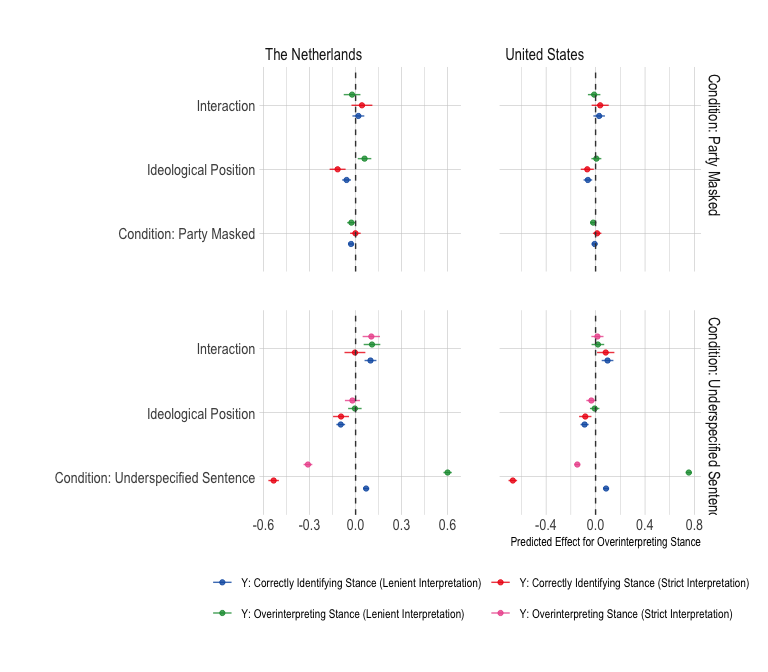 The Netherlands
United States
Interaction
Ideological Position
Condition: Party Masked
Condition: Party Masked
Interaction
Ideological Position
Condition: Underspecified Sentence
Condition: Underspecified Sentenc
-0.6 -0.3 0.0 0.3 0.6
-0.4 0.0 0.4 0.8
Predicted Effect for Overinterpreting Stance
Y: Correctly Identifying Stance (Lenient Interpretation)
Y: Correctly Identifying Stance (Strict Interpretation)
Y: Overinterpreting Stance (Lenient Interpretation)
Y: Overinterpreting Stance (Strict Interpretation)